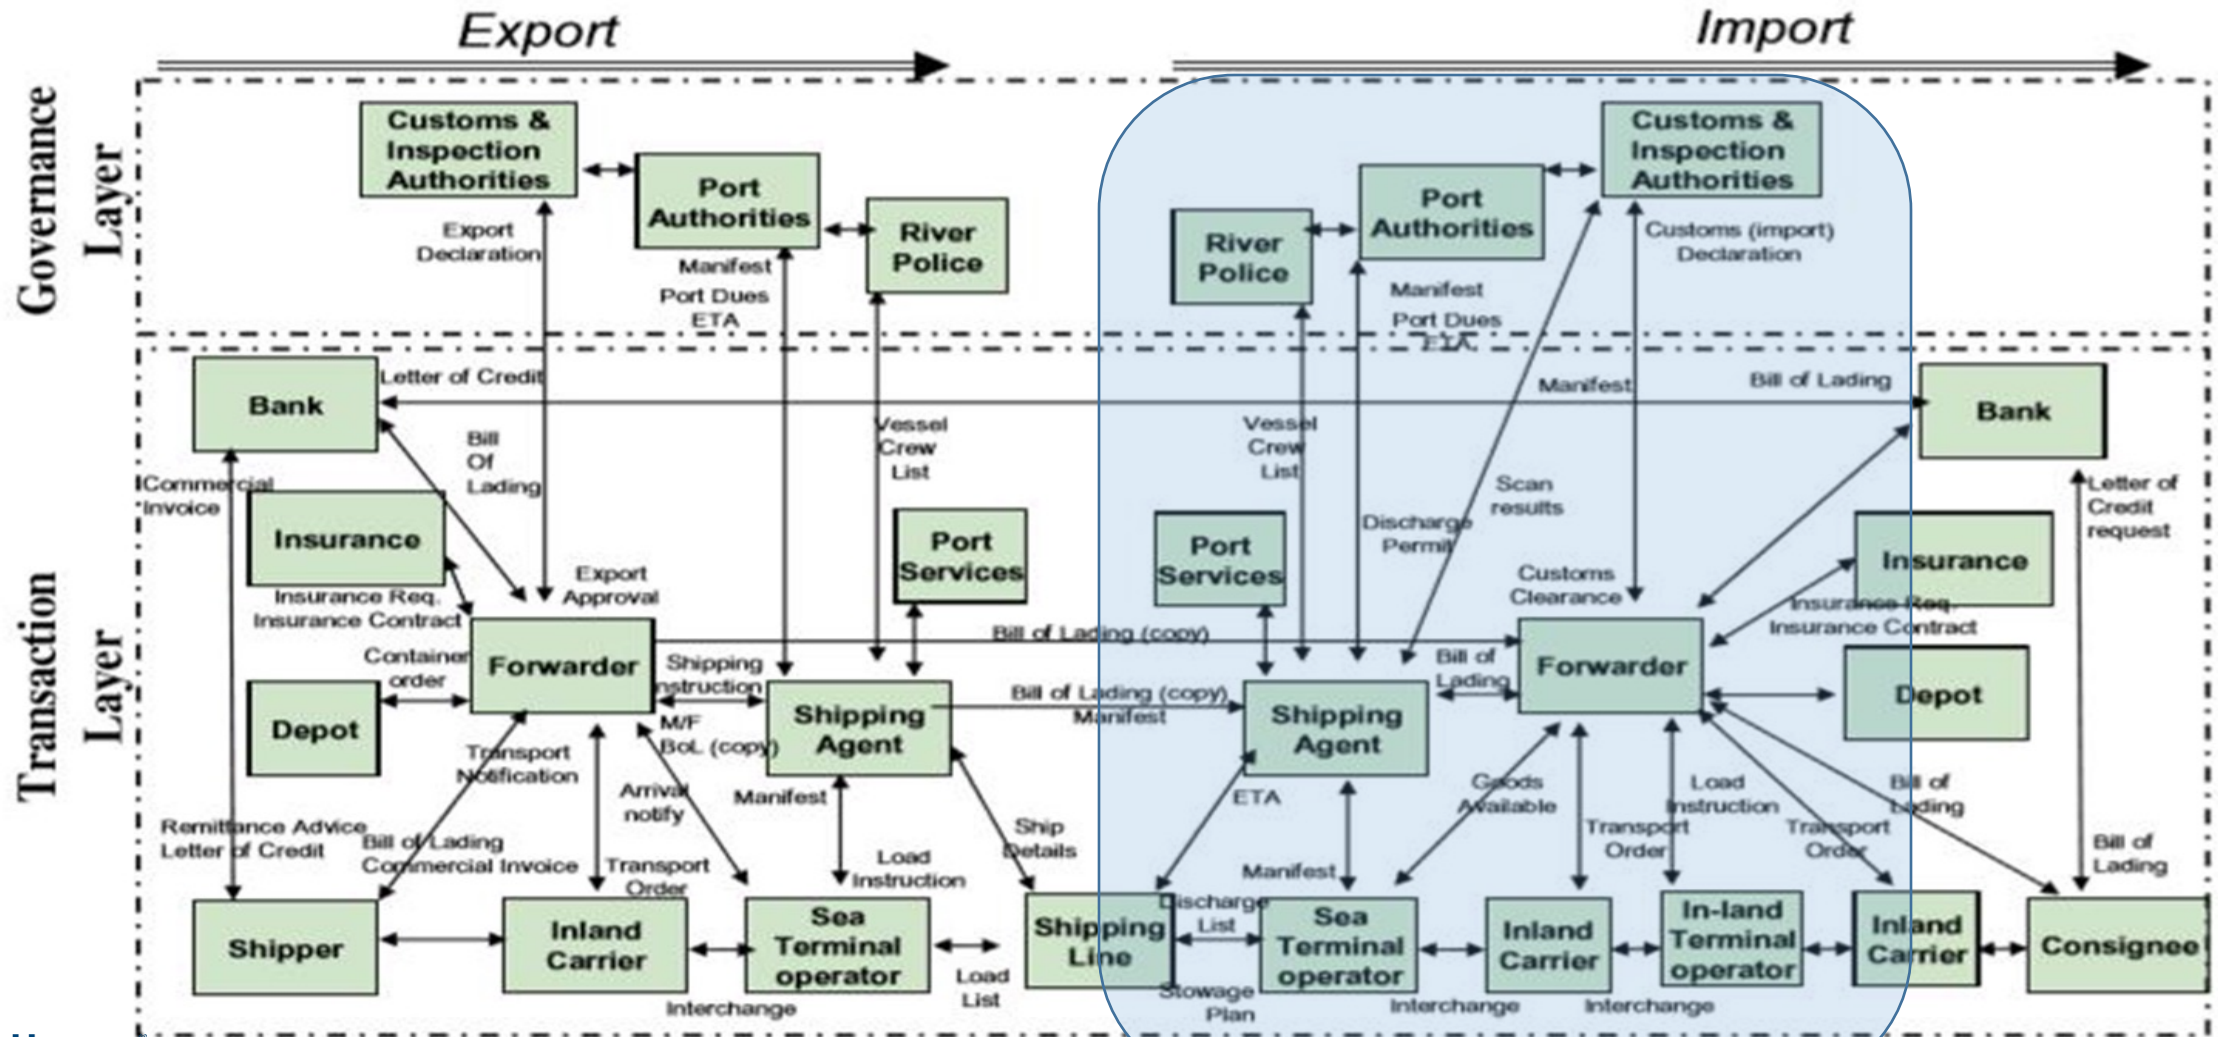 Export
Import
Governance
Layer
Customs &
Inspection
Authorities
Port
Authorities
River
Police
Export
Declaration
Manifest
Port Dues
ETA
River
Police
Port
Authorities
Customs &
Inspection
Authorities
Customs (import)
Declaration
Manifest
Port Dues
ETA
Transaction
Layer
Bank
Letter of Credit
Bill
Of
Lading
Commercial
Invoice
Insurance
Insurance Req.
Insurance Contract
Export
Approval
Vessel
Crew
List
Port
Services
Container
order
Forwarder
Depot
Shipping
nstruction
M/F
BoL (copy)
Shipping
Agent
Transport
Notification
Arrival
notify
Manifest
Remittance Advice
Letter of Credit
Bill of Lading
Commercial Invoice
Transport
Order
Load
Instruction
Ship
Details
Shipper
Inland
Carrier
Sea
Terminal
operator
Interchange
Load
List
Shipping
Line
Bill of Lading (copy)
Bill of Lading (copy)
Manifest
Manifest
Bill of Lading
Bank
Vessel
Crew
List
Scan
results
Discharge
Permit
Letter of
Credit
request
Port
Services
Customs
Clearance
Insurance
Insurance Req.
Insurance Contract
Bill of
Lading
Forwarder
Depot
Shipping
Agent
ETA
Goods
Available
Load
Instruction
Bill of
Lading
Manifest
Transport
Order
Transport
Order
Bill of
Lading
Discharge
List
Stowage
Plan
Sea
Terminal
operator
Interchange
Inland
Carrier
Interchange
In-land
Terminal
operator
Inland
Carrier
Consignee